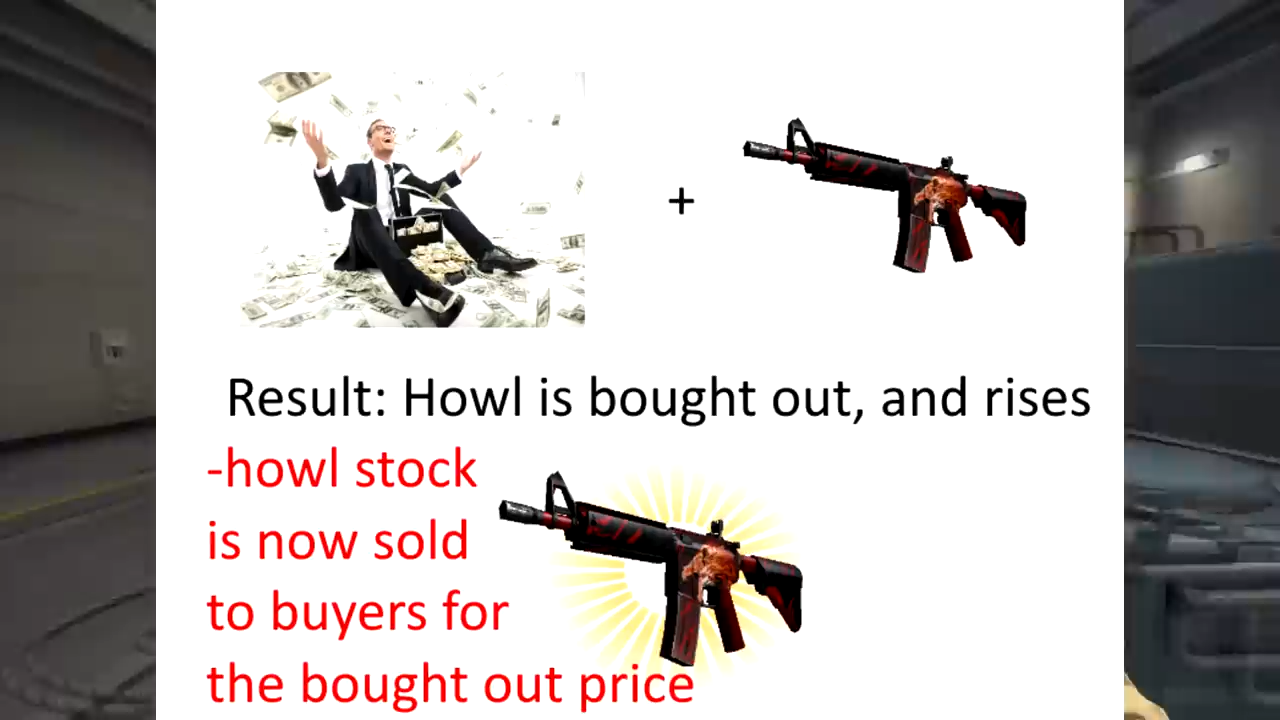 +
Result: Howl is bought out, and rises
-howl stock
is now sold
to buyers for
the bought out price